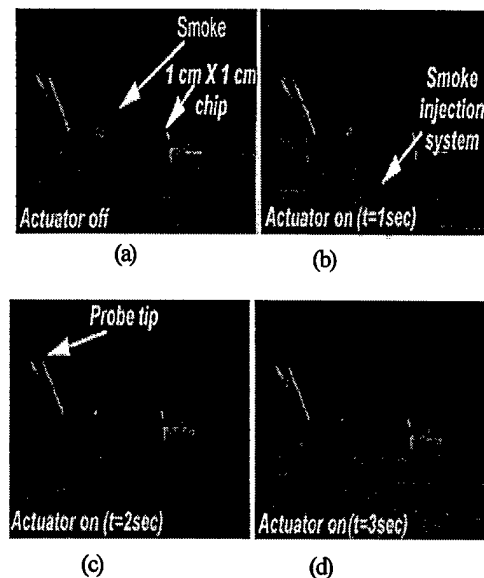 Smoke
1 cm X 1 cm
chip
Actuator off
(a)
Smoke
injection
system
Actuator on (t=1sec)
(b)
Probe tip
Actuator on (t=2sec)
(c)
Actuator on(t=3sec)
(d)